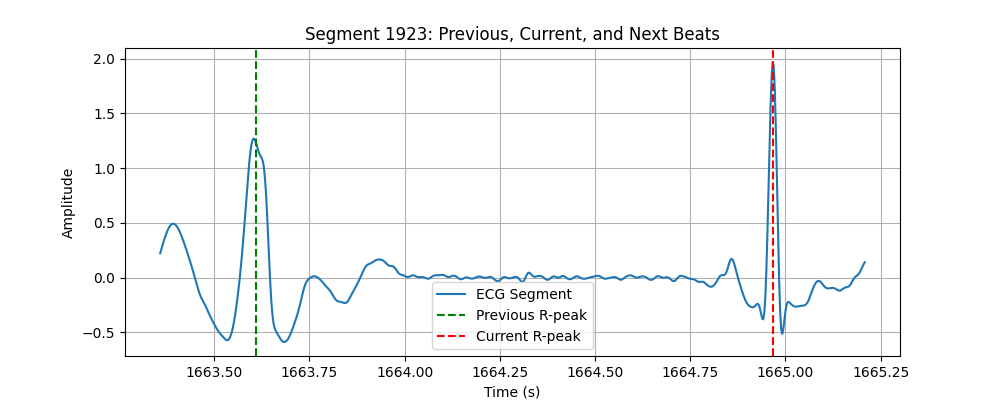 Segment 1923: Previous, Current, and Next Beats
2.0
1.5
1.0
0.5
0.0
−0.5
Amplitude
ECG Segment
Previous R-peak
Current R-peak
1663.50 1663.75 1664.00 1664.25 1664.50 1664.75 1665.00 1665.25
Time (s)